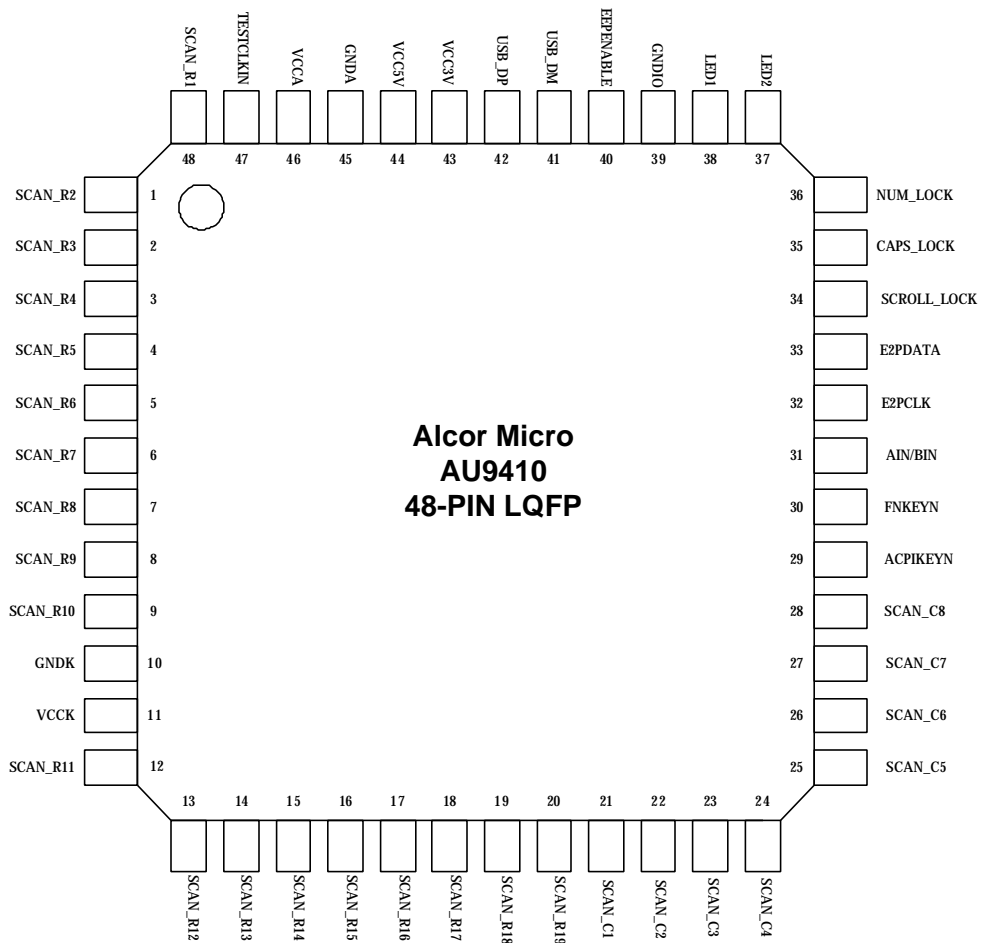 SCAN_R1
TESTCLKIN
VCCA
GNDA
VCC5V
VCC3V
USB_DP
USB_DM
EEPENABLE
GNDIO
LED1
LED2
48 47 46 45 44 43 42 41 40 39 38 37
SCAN_R2 1 36 NUM_LOCK
SCAN_R3 2 35 CAPS_LOCK
SCAN_R4 3 34 SCROLL_LOCK
SCAN_R5 4 33 E2PDATA
SCAN_R6 5 32 E2PCLK
Alcor Micro
SCAN_R7 6 31 AIN/BIN
AU9410
48-PIN LQFP
SCAN_R8 7 30 FNKEYN
SCAN_R9 8 29 ACPIKEYN
SCAN_R10 9 28 SCAN_C8
GNDK 10 27 SCAN_C7
VCCK 11 26 SCAN_C6
SCAN_R11 12 25 SCAN_C5
13 14 15 16 17 18 19 20 21 22 23 24
SCAN_R12
SCAN_R13
SCAN_R14
SCAN_R15
SCAN_R16
SCAN_R17
SCAN_R18
SCAN_R19
SCAN_C1
SCAN_C2
SCAN_C3
SCAN_C4